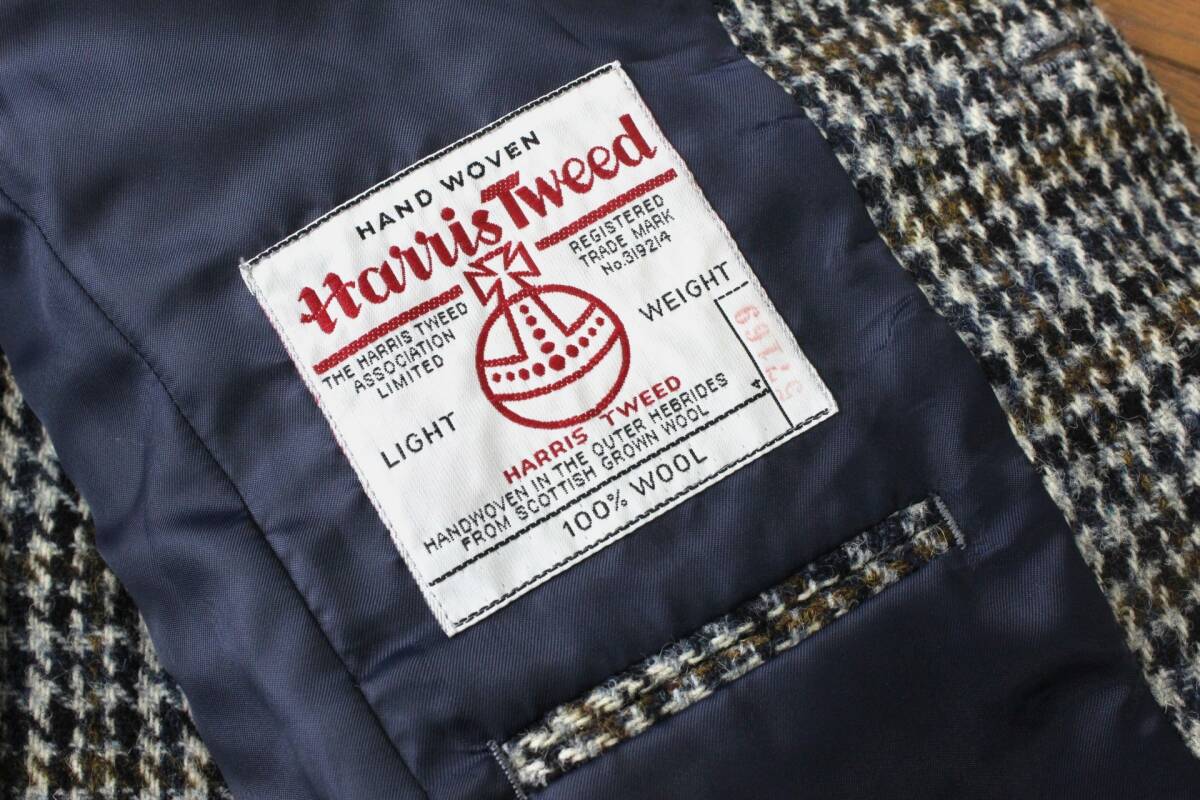 HAND WOVEN
Harris Tweed
THE HARRIS TWEED
ASSOCIATION
LIMITED
REGISTERED
TRADE MARK
No.319214
LIGHT WEIGHT
HARRIS TWEED
HANDWOVEN IN THE OUTER HEBRIDES
FROM SCOTTISH GROWN WOOL
100% WOOL
4